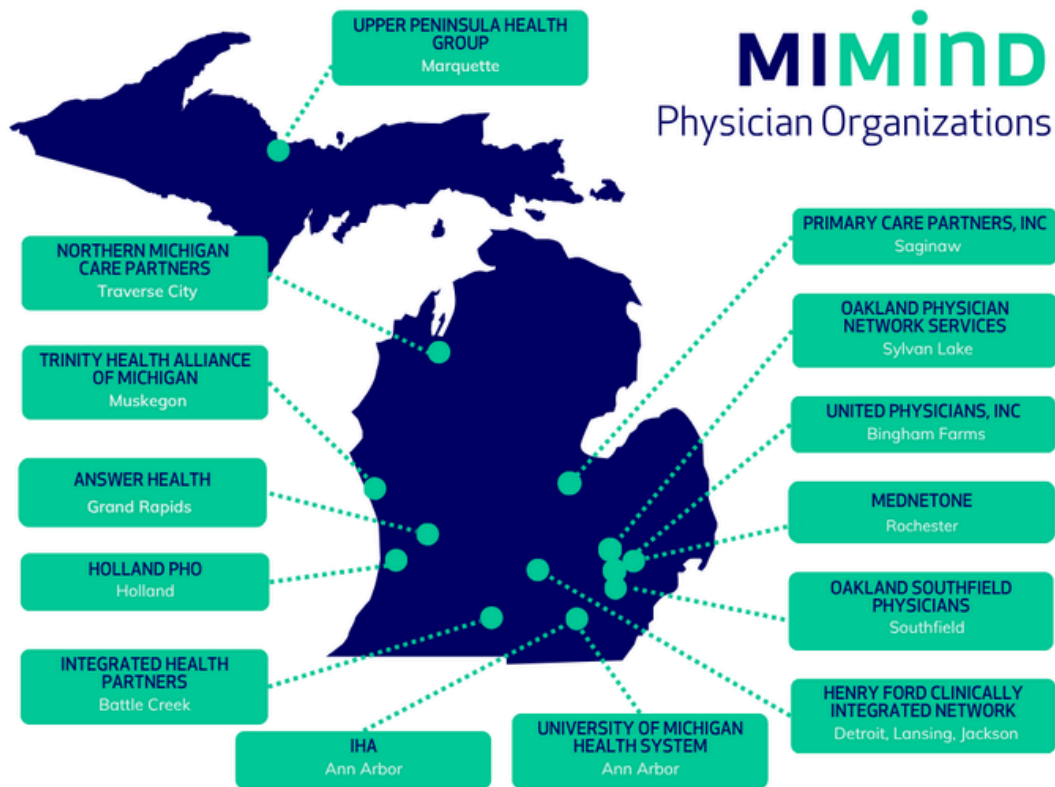 UPPER PENINSULA HEALTH
GROUP
Marquette
MIMIND
Physician Organizations
NORTHERN MICHIGAN
CARE PARTNERS
Traverse City
TRINITY HEALTH ALLIANCE
OF MICHIGAN
Muskegon
ANSWER HEALTH
Grand Rapids
HOLLAND PHO
Holland
INTEGRATED HEALTH
PARTNERS
Battle Creek
IHA
Ann Arbor
UNIVERSITY OF MICHIGAN
HEALTH SYSTEM
Ann Arbor
PRIMARY CARE PARTNERS, INC
Saginaw
OAKLAND PHYSICIAN
NETWORK SERVICES
Sylvan Lake
UNITED PHYSICIANS, INC
Bingham Farms
MEDNETONE
Rochester
OAKLAND SOUTHFIELD
PHYSICIANS
Southfield
HENRY FORD CLINICALLY
INTEGRATED NETWORK
Detroit, Lansing, Jackson